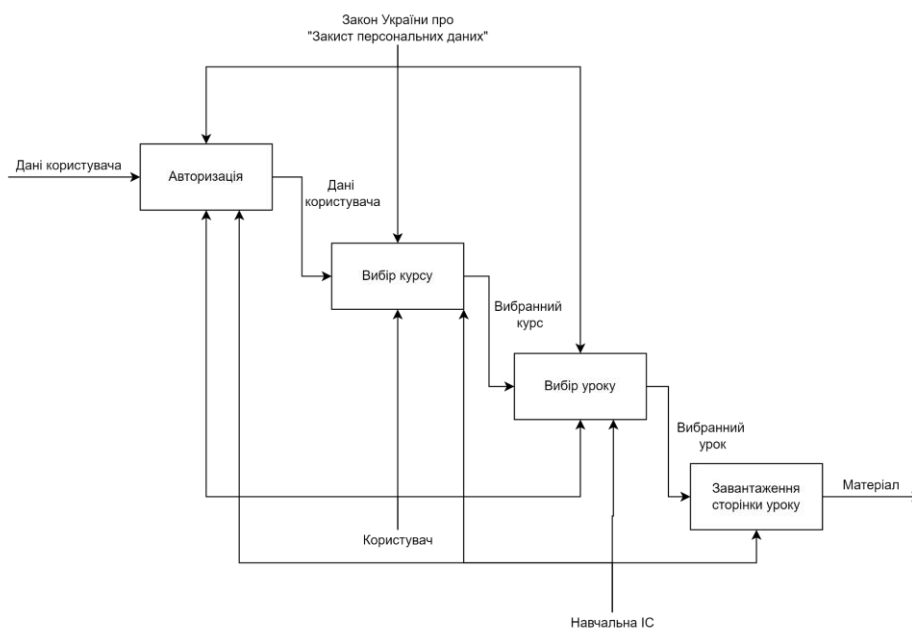 Закон України про
"Закист персональних даних"
Дані користувача
Авторизація
Дані
користувача
Вибір курсу
Вибранний
курс
Вибір уроку
Вибранний
урок
Завантаження
сторінки уроку
Матеріал
Користувач
Навчальна ІС